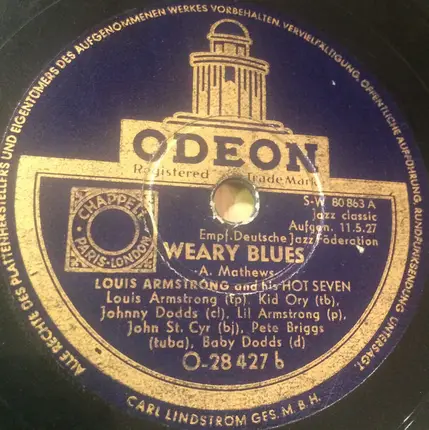 ALLE RECHTE DES PLATTENHERSTELLERS UND EIGENTÜMERS DES AUFGENOMMENEN WERKES VORBEHALTEN. VERVIELFÄLTIGUNG, ÖFFENTLICHE AUFFÜHRUNG, RUNDFUNKSENDUNG UNTERSAGT.
ODEON
Registered Trade Mark
S-W 80 863 A
Jazz classic
Aufgen. 11.5.27
CHAPPELL
PARIS-LONDON
Empf. Deutsche Jazz Föderation
WEARY BLUES
A. Mathews
LOUIS ARMSTRONG and his HOT SEVEN
Louis Armstrong (tp), Kid Ory (tb),
Johnny Dodds (cl), Lil Armstrong (p),
John St. Cyr (bj), Pete Briggs
(tuba), Baby Dodds (d)
O-28 427 b
CARL LINDSTRÖM GES. M. B. H.